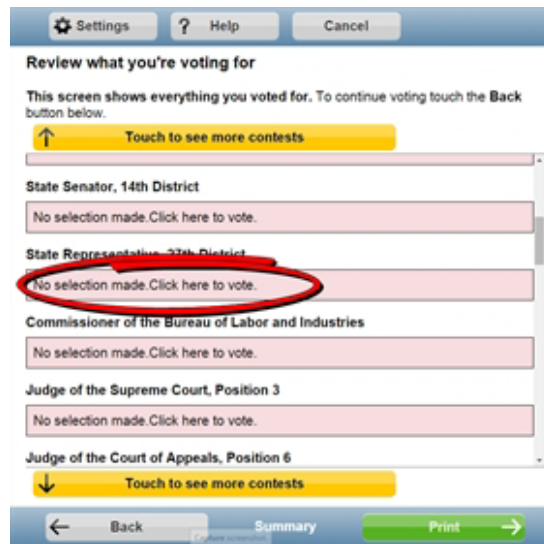 Settings ? Help Cancel
Review what you're voting for
This screen shows everything you voted for. To continue voting touch the Back
button below.
Touch to see more contests
State Senator, 14th District
No selection made.Click here to vote.
State Representative, 27th District
No selection made.Click here to vote.
Commissioner of the Bureau of Labor and Industries
No selection made.Click here to vote.
Judge of the Supreme Court, Position 3
No selection made.Click here to vote.
Judge of the Court of Appeals, Position 6
Touch to see more contests
Back Summary Print
Capture screenshot